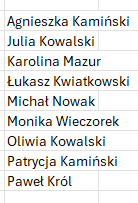 Agnieszka Kamiński
Julia Kowalski
Karolina Mazur
Łukasz Kwiatkowski
Michał Nowak
Monika Wieczorek
Oliwia Kowalski
Patrycja Kamiński
Paweł Król